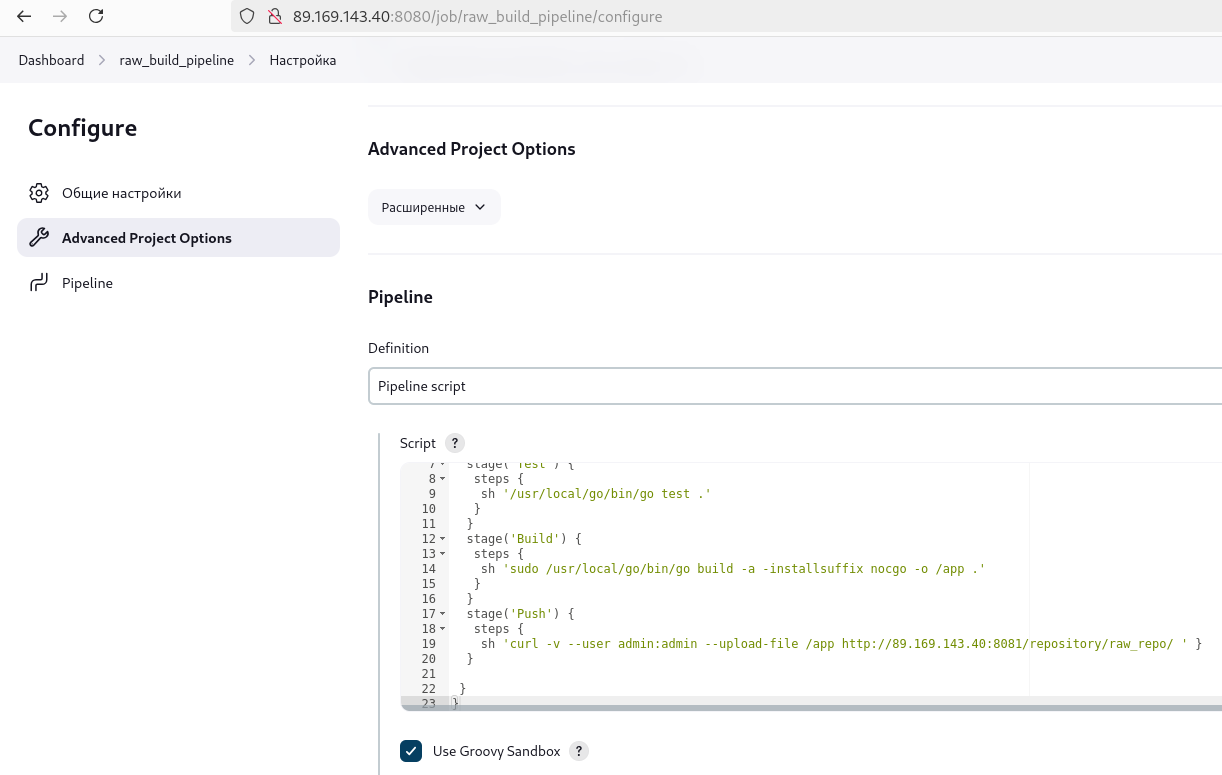 89.169.143.40:8080/job/raw_build_pipeline/configure
Dashboard > raw_build_pipeline > Настройка
Configure
Общие настройки
Advanced Project Options
Pipeline
Advanced Project Options
Расширенные
Pipeline
Definition
Pipeline script
Script ?
7 stage('Test') {
8 steps {
9 sh '/usr/local/go/bin/go test .'
10 }
11 }
12 stage('Build') {
13 steps {
14 sh 'sudo /usr/local/go/bin/go build -a -installsuffix nocgo -o /app .'
15 }
16 }
17 stage('Push') {
18 steps {
19 sh 'curl -v --user admin:admin --upload-file /app http://89.169.143.40:8081/repository/raw_repo/ ' }
20 }
21
22 }
23 }
Use Groovy Sandbox ?